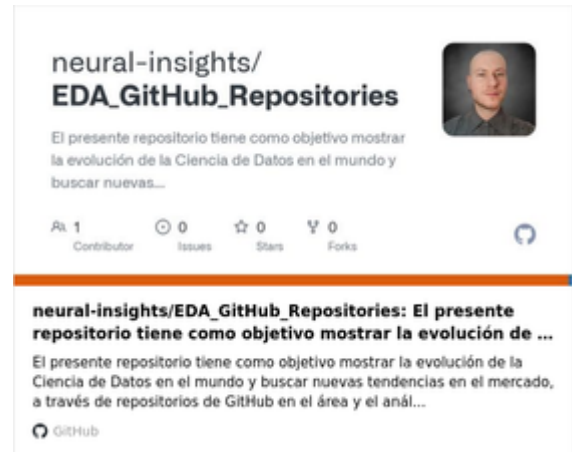 neural-insights/
EDA_GitHub_Repositories
El presente repositorio tiene como objetivo mostrar
la evolución de la Ciencia de Datos en el mundo y
buscar nuevas...
1
Contributor
0
Issues
0
Stars
0
Forks
neural-insights/EDA_GitHub_Repositories: El presente
repositorio tiene como objetivo mostrar la evolución de ...
El presente repositorio tiene como objetivo mostrar la evolución de la
Ciencia de Datos en el mundo y buscar nuevas tendencias en el mercado,
a través de repositorios de GitHub en el área y el anál...
GitHub